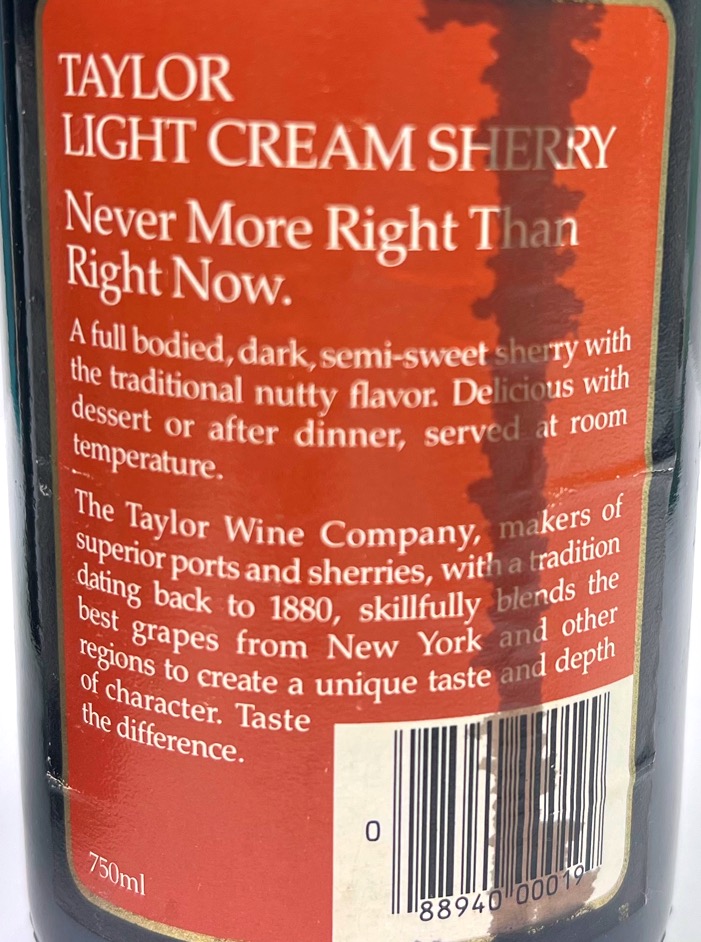 TAYLOR
LIGHT CREAM SHERRY
Never More Right Than
Right Now.
A full bodied, dark, semi-sweet sherry with
the traditional nutty flavor. Delicious with
dessert or after dinner, served at room
temperature.
The Taylor Wine Company, makers of
superior ports and sherries, with a tradition
dating back to 1880, skillfully blends the
best grapes from New York and other
regions to create a unique taste and depth
of character. Taste
the difference.
750ml
0 88940 00019